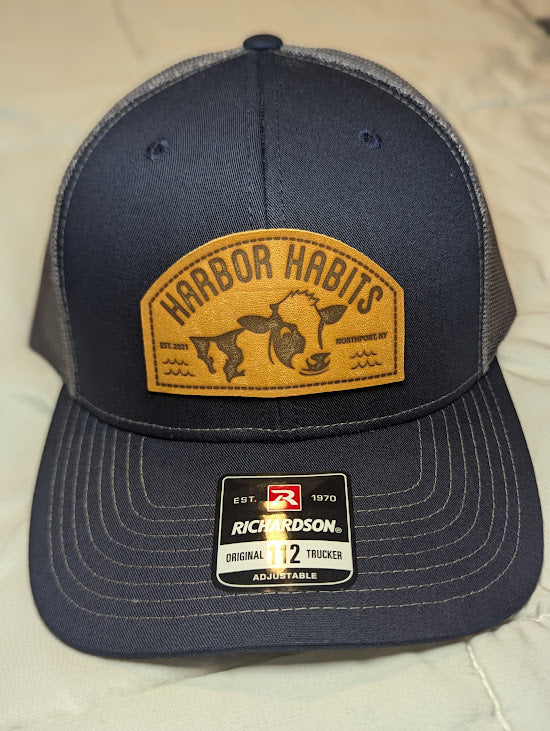 HARBOR HABITS
EST. 2021
NORTHPORT, NY
EST. R 1970
RICHARDSON®
ORIGINAL 112 TRUCKER
ADJUSTABLE